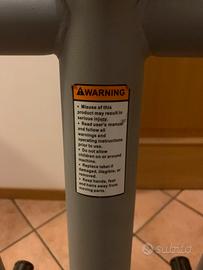 WARNING
• Misuse of this
product may result in
serious injury.
• Read user's manual
and follow all
warnings and
operating instructions
prior to use.
• Do not allow
children on or around
machine.
• Replace label if
damaged, illegible, or
removed.
• Keep hands, feet
and hairs away from
moving parts.
subito